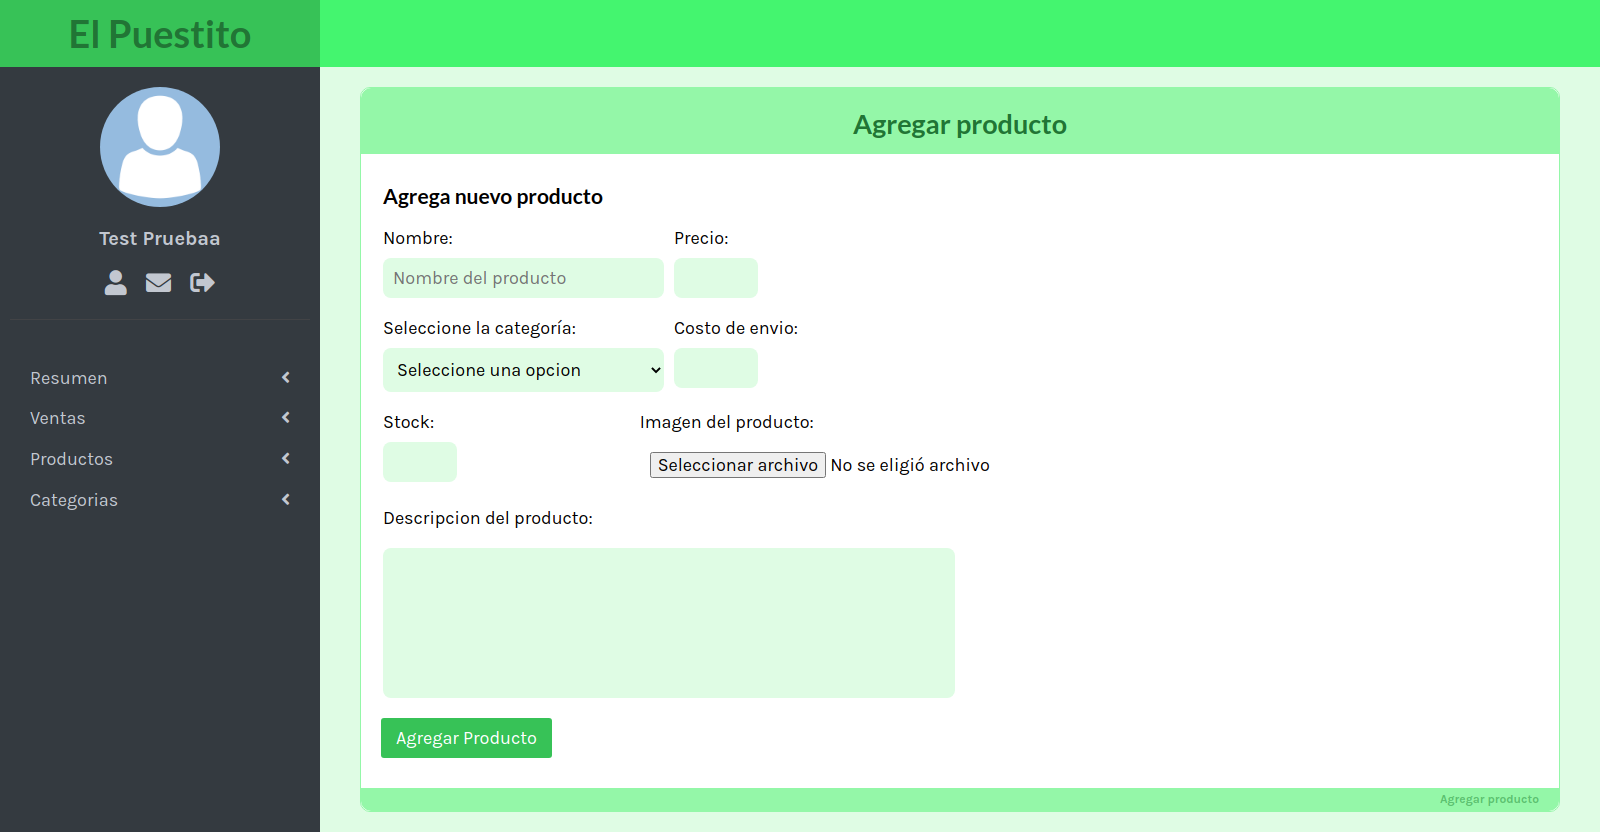 El Puestito
Test Pruebaa
Resumen
Ventas
Productos
Categorias
Agregar producto
Agrega nuevo producto
Nombre: Precio:
Nombre del producto
Seleccione la categoría: Costo de envio:
Seleccione una opcion
Stock: Imagen del producto:
Seleccionar archivo No se eligió archivo
Descripcion del producto:
Agregar Producto
Agregar producto